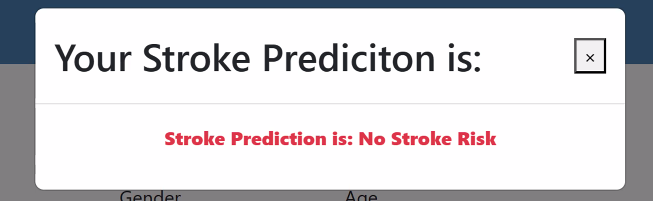 Your Stroke Prediciton is:
×
Stroke Prediction is: No Stroke Risk
Gender Age